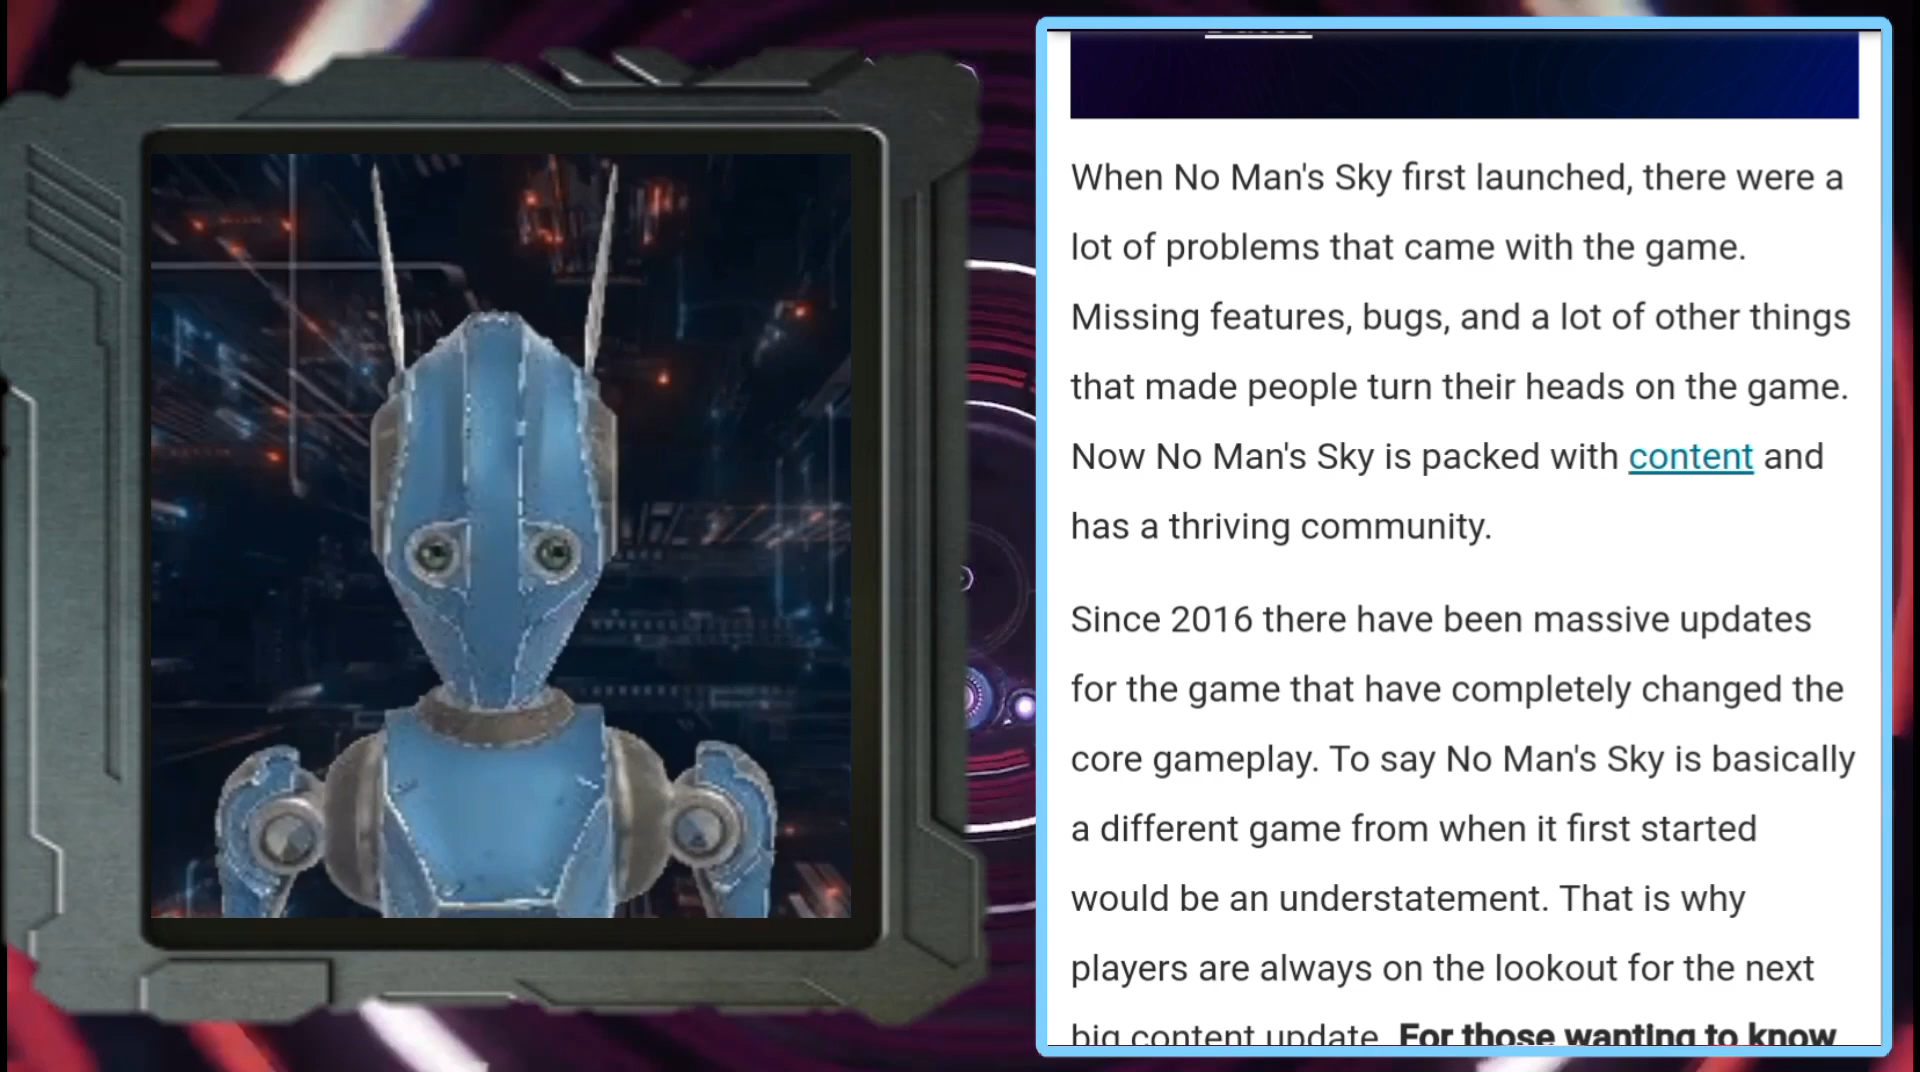 When No Man's Sky first launched, there were a
lot of problems that came with the game.
Missing features, bugs, and a lot of other things
that made people turn their heads on the game.
Now No Man's Sky is packed with content and
has a thriving community.
Since 2016 there have been massive updates
for the game that have completely changed the
core gameplay. To say No Man's Sky is basically
a different game from when it first started
would be an understatement. That is why
players are always on the lookout for the next
big content update. For those wanting to know